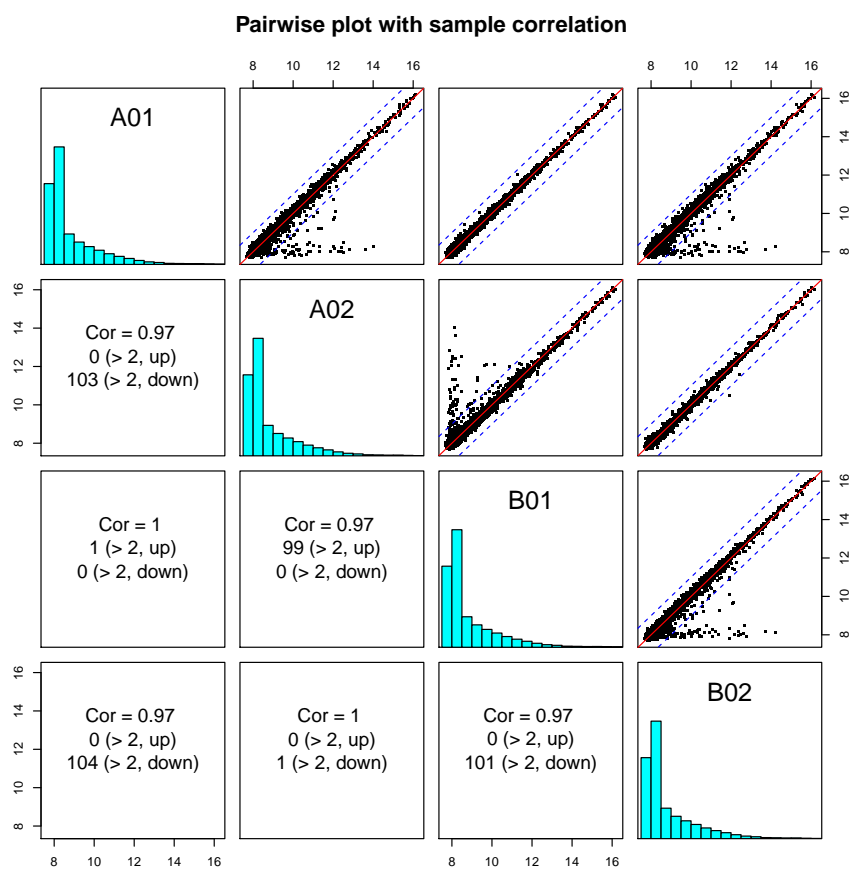 Pairwise plot with sample correlation
8 10 12 14 16
8 10 12 14 16
A01
8 10 12 14 16
8 10 12 14 16
Cor = 0.97
0 (> 2, up)
103 (> 2, down)
A02
Cor = 1
1 (> 2, up)
0 (> 2, down)
Cor = 0.97
99 (> 2, up)
0 (> 2, down)
B01
8 10 12 14 16
8 10 12 14 16
Cor = 0.97
0 (> 2, up)
104 (> 2, down)
Cor = 1
0 (> 2, up)
1 (> 2, down)
Cor = 0.97
0 (> 2, up)
101 (> 2, down)
B02
8 10 12 14 16
8 10 12 14 16